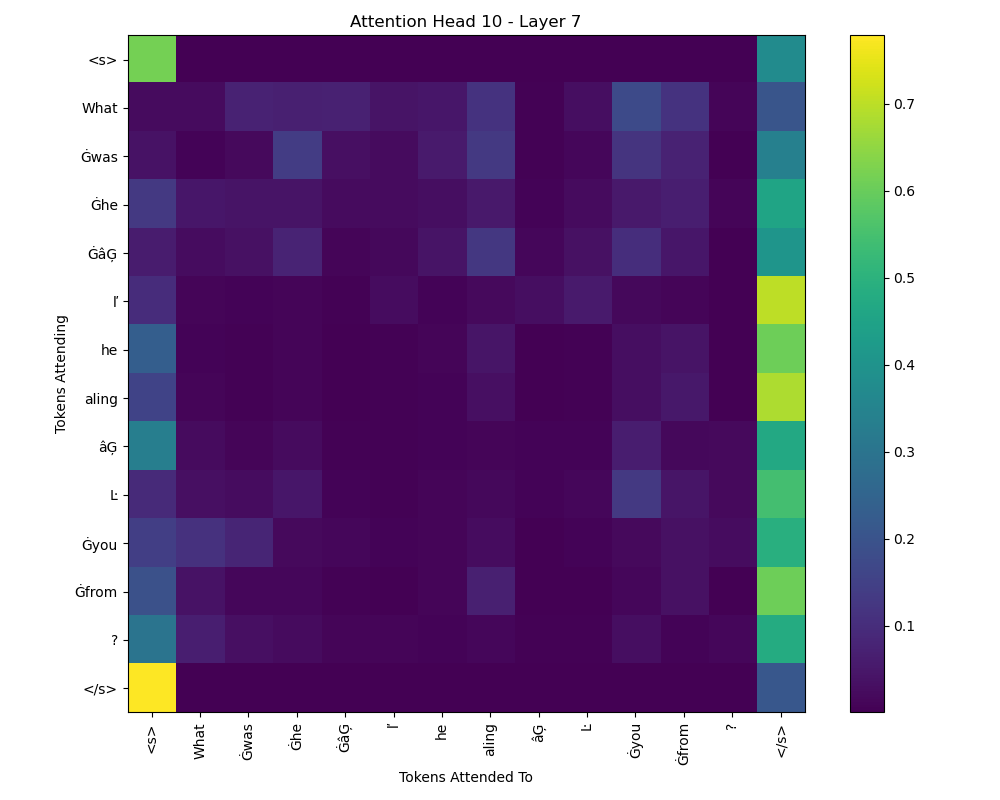 Attention Head 10 - Layer 7
Tokens Attending
<s>
What
Ġwas
Ġhe
ĠâĢ
ľ
he
aling
âĢ
Ŀ
Ġyou
Ġfrom
?
</s>
<s>
What
Ġwas
Ġhe
ĠâĢ
ľ
he
aling
âĢ
Ŀ
Ġyou
Ġfrom
?
</s>
Tokens Attended To
0.7
0.6
0.5
0.4
0.3
0.2
0.1